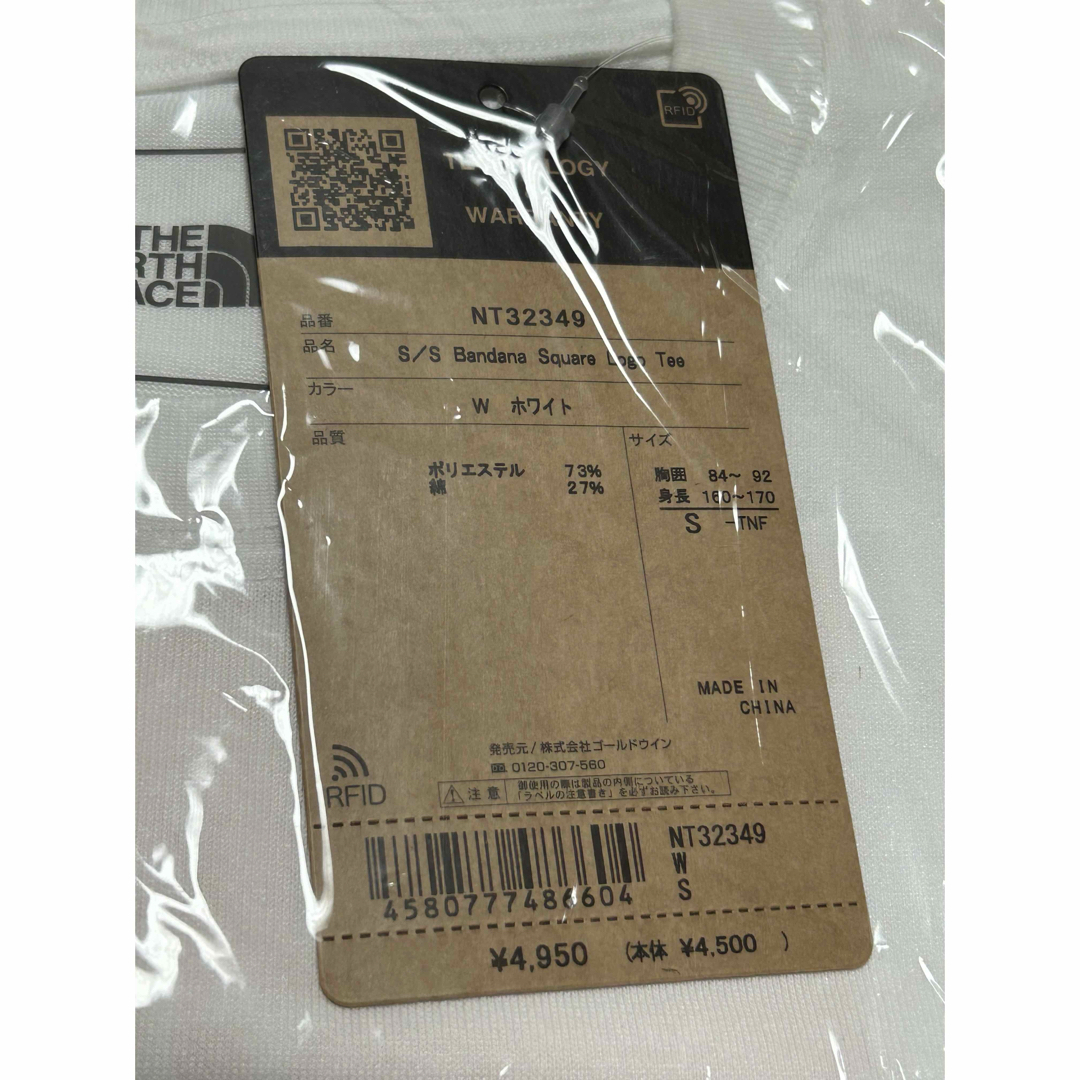 RFID
TECHNOLOGY
WARRANTY
THE
NORTH
FACE
品番 NT32349
品名 S/S Bandana Square Logo Tee
カラー
W ホワイト
品質
ポリエステル 73%
綿 27%
サイズ
胸囲 84~ 92
身長 160~170
S -TNF
MADE IN
CHINA
発売元/株式会社ゴールドウイン
0120-307-560
RFID
注意 御使用の際は製品の内側についている
「ラベルの注意書き」を必ずお読み下さい。
4580777486604
NT32349
W
S
¥4,950 (本体 ¥4,500 )